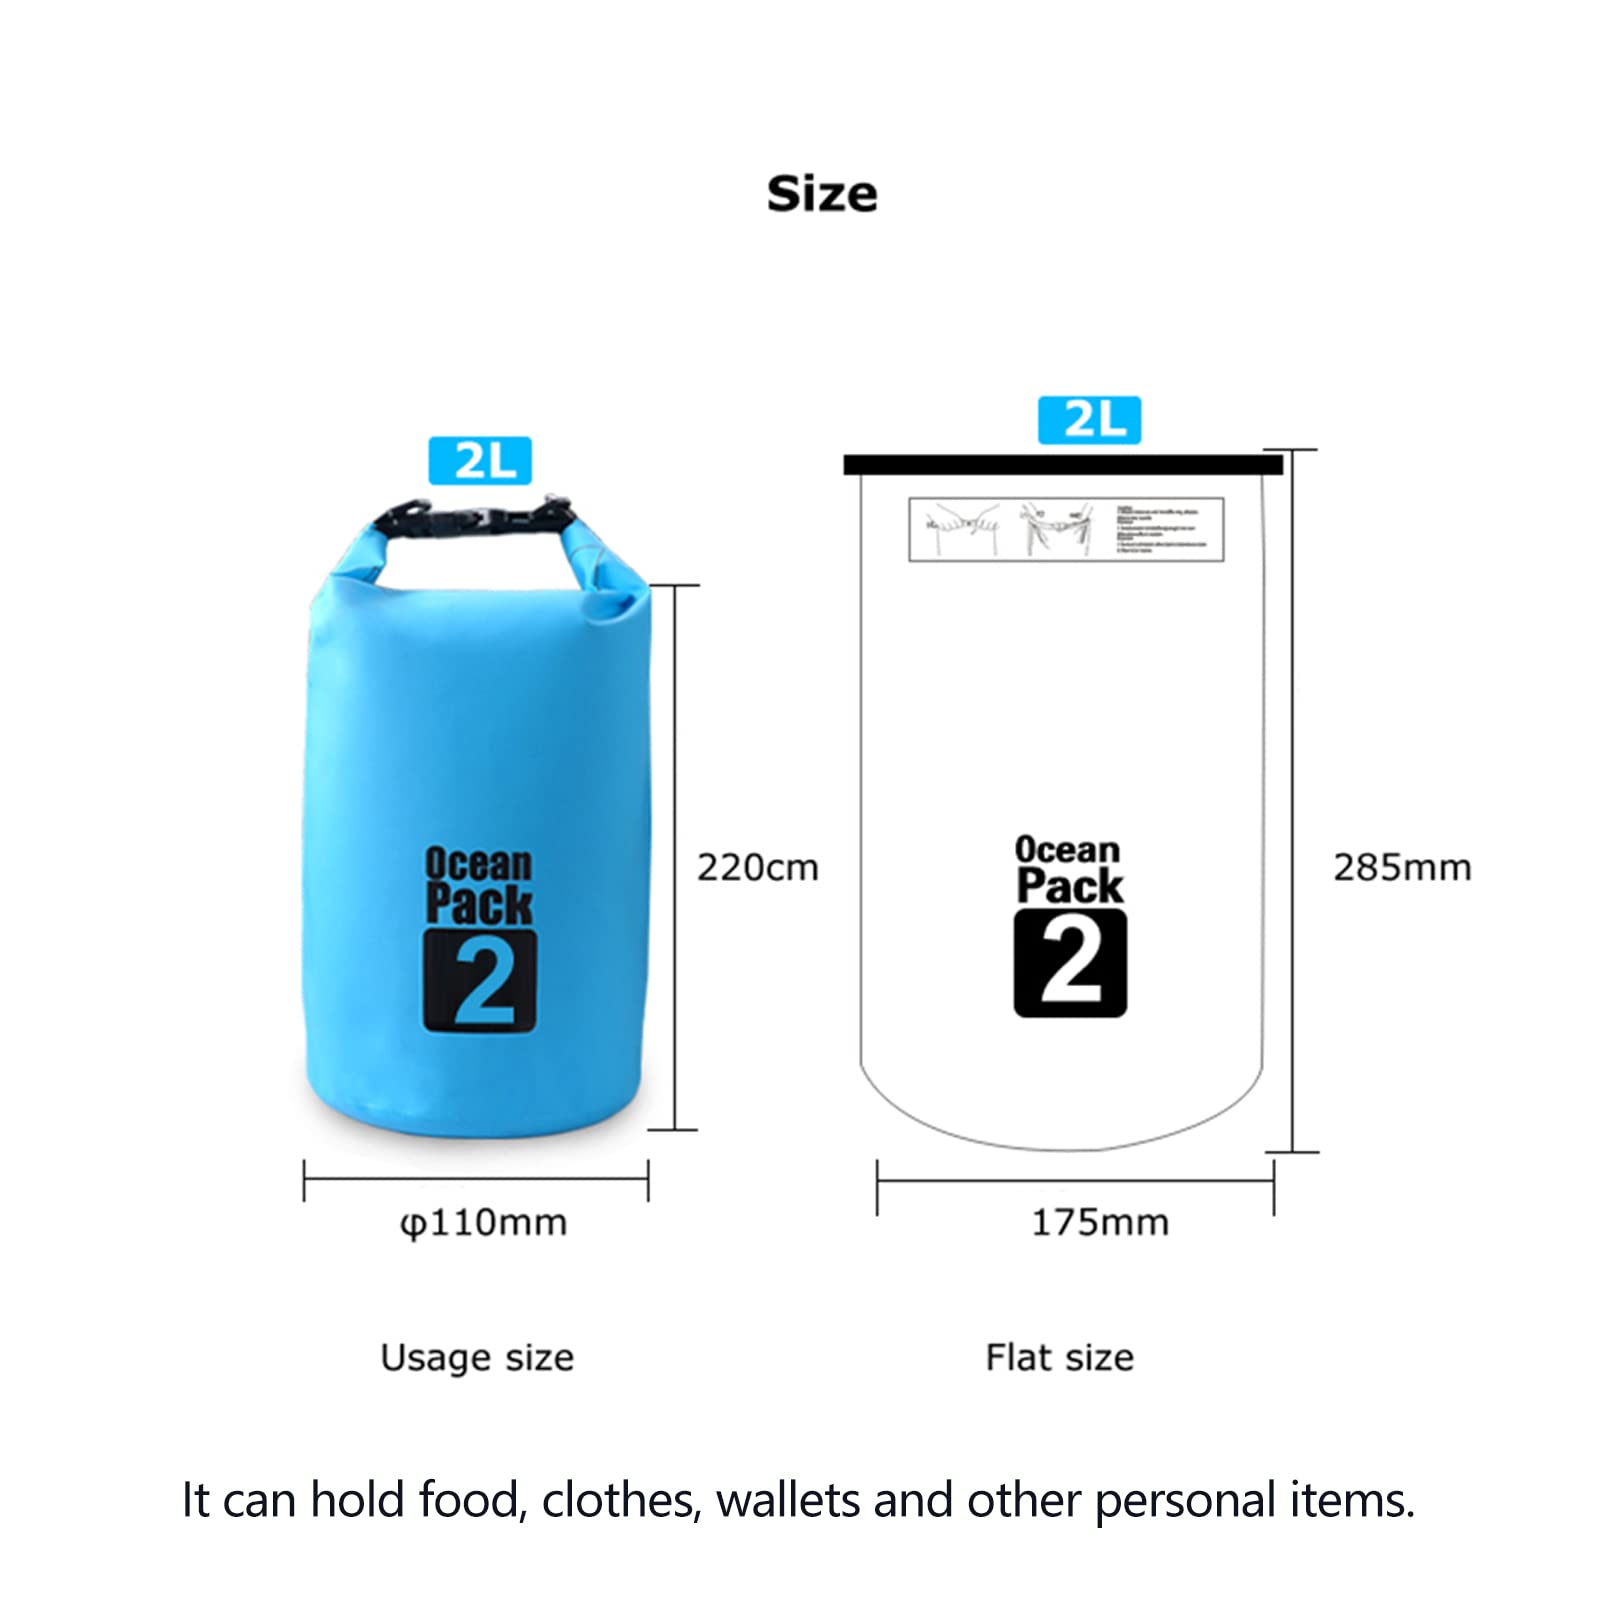 Size
2L
2L
Ocean
Pack
2
220cm
φ110mm
Usage size
Ocean
Pack
2
285mm
175mm
Flat size
It can hold food, clothes, wallets and other personal items.